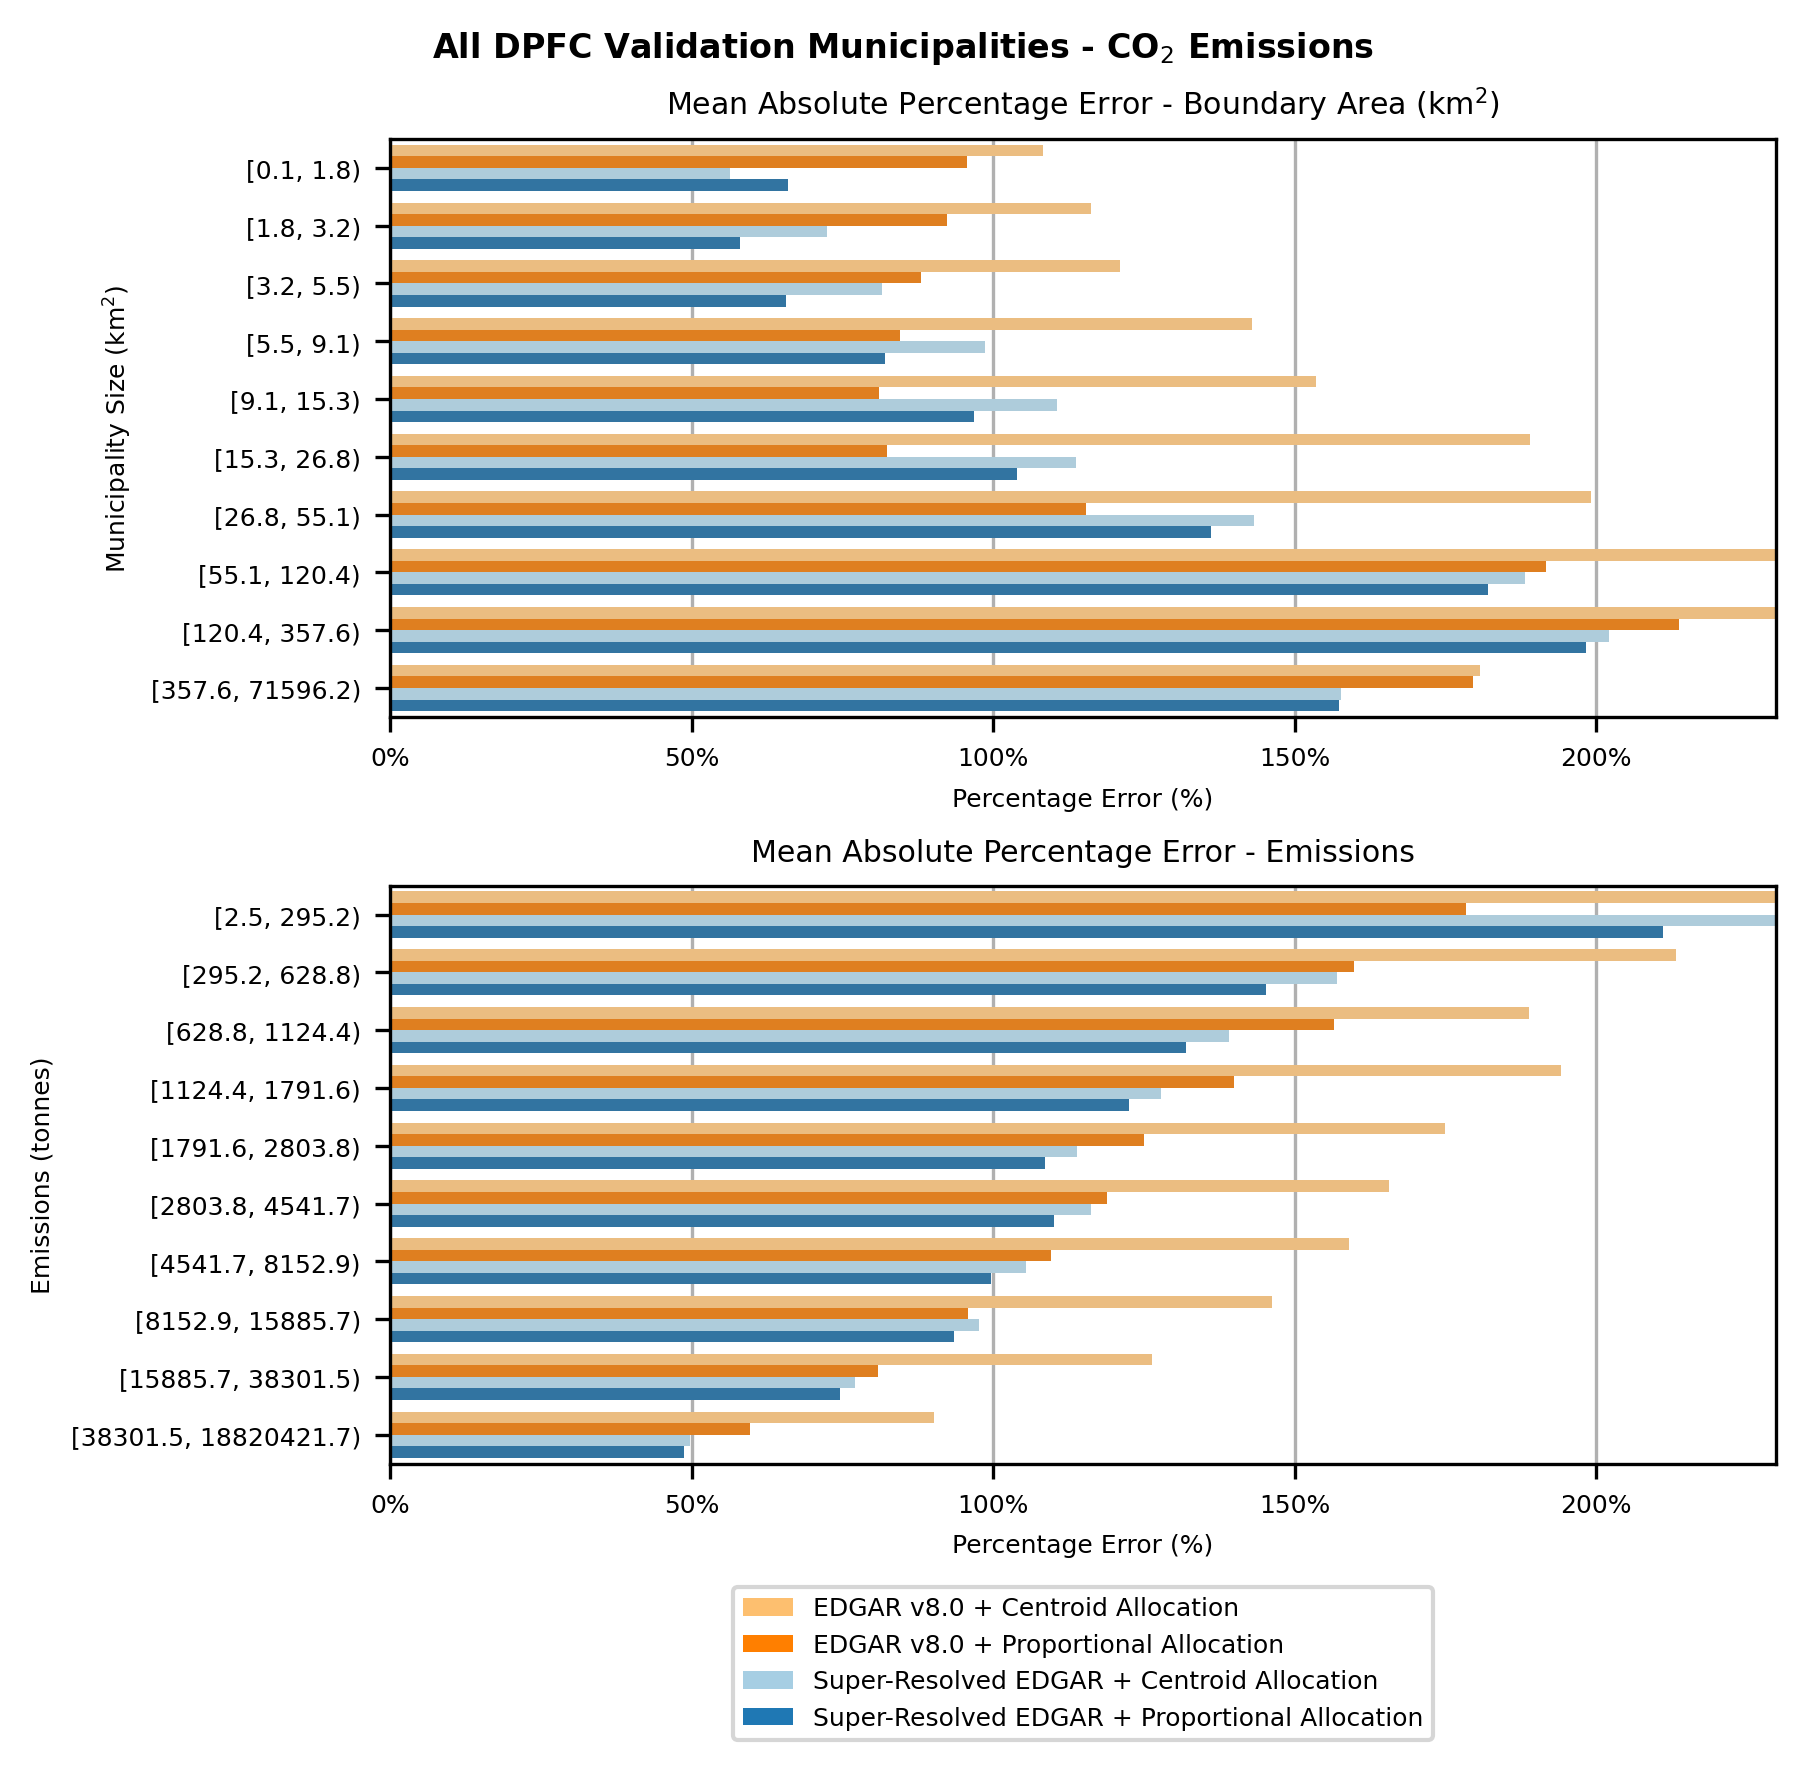 All DPFC Validation Municipalities - CO₂ Emissions
Mean Absolute Percentage Error - Boundary Area (km²)
Municipality Size (km²)
[0.1, 1.8)
[1.8, 3.2)
[3.2, 5.5)
[5.5, 9.1)
[9.1, 15.3)
[15.3, 26.8)
[26.8, 55.1)
[55.1, 120.4)
[120.4, 357.6)
[357.6, 71596.2)
0% 50% 100% 150% 200%
Percentage Error (%)
Mean Absolute Percentage Error - Emissions
Emissions (tonnes)
[2.5, 295.2)
[295.2, 628.8)
[628.8, 1124.4)
[1124.4, 1791.6)
[1791.6, 2803.8)
[2803.8, 4541.7)
[4541.7, 8152.9)
[8152.9, 15885.7)
[15885.7, 38301.5)
[38301.5, 18820421.7)
0% 50% 100% 150% 200%
Percentage Error (%)
EDGAR v8.0 + Centroid Allocation
EDGAR v8.0 + Proportional Allocation
Super-Resolved EDGAR + Centroid Allocation
Super-Resolved EDGAR + Proportional Allocation